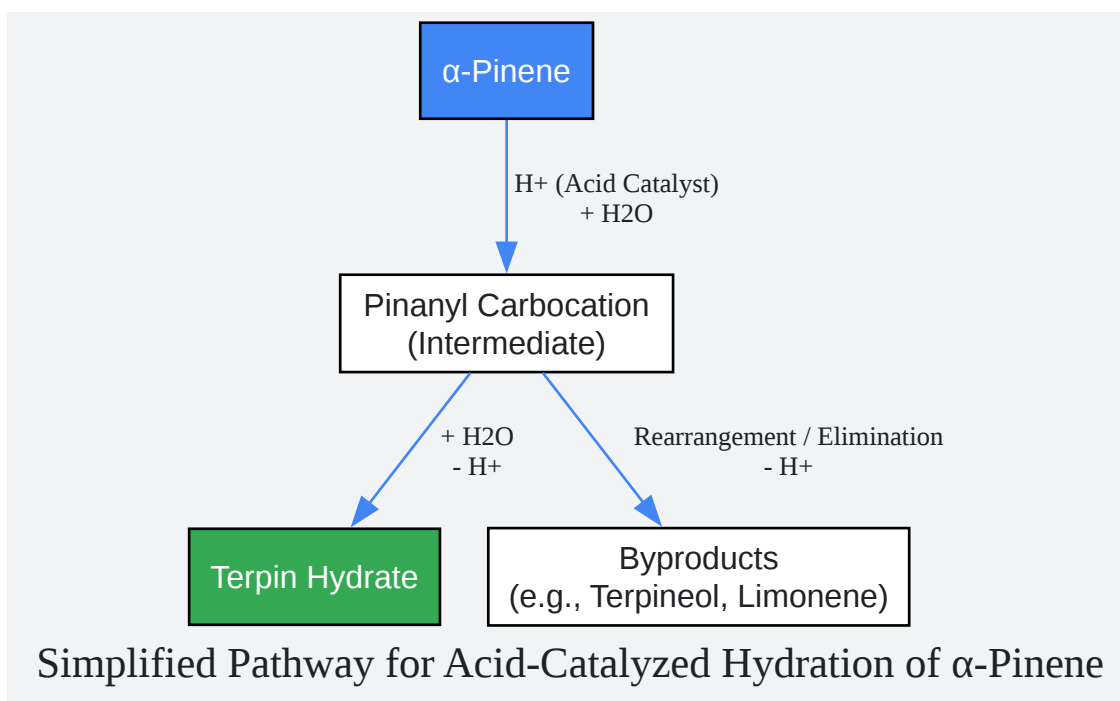 α-Pinene
H+ (Acid Catalyst)
+ H2O
Pinanyl Carbocation
(Intermediate)
+ H2O
- H+
Rearrangement / Elimination
- H+
Terpin Hydrate
Byproducts
(e.g., Terpineol, Limonene)
Simplified Pathway for Acid-Catalyzed Hydration of α-Pinene